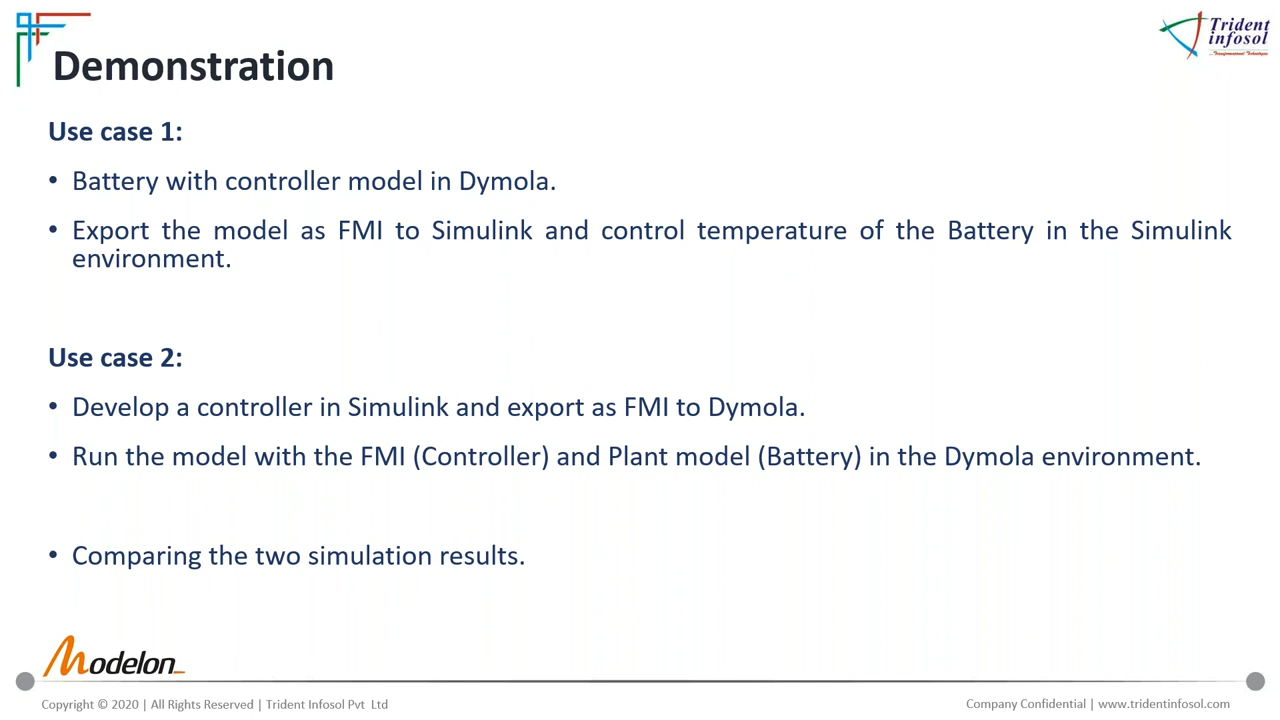 Trident
infosol
Demonstration
Use case 1:
• Battery with controller model in Dymola.
• Export the model as FMI to Simulink and control temperature of the Battery in the Simulink
environment.
Use case 2:
• Develop a controller in Simulink and export as FMI to Dymola.
• Run the model with the FMI (Controller) and Plant model (Battery) in the Dymola environment.
• Comparing the two simulation results.
Modelon
Copyright © 2020 | All Rights Reserved | Trident Infosol Pvt Ltd
Company Confidential | www.tridentinfosol.com